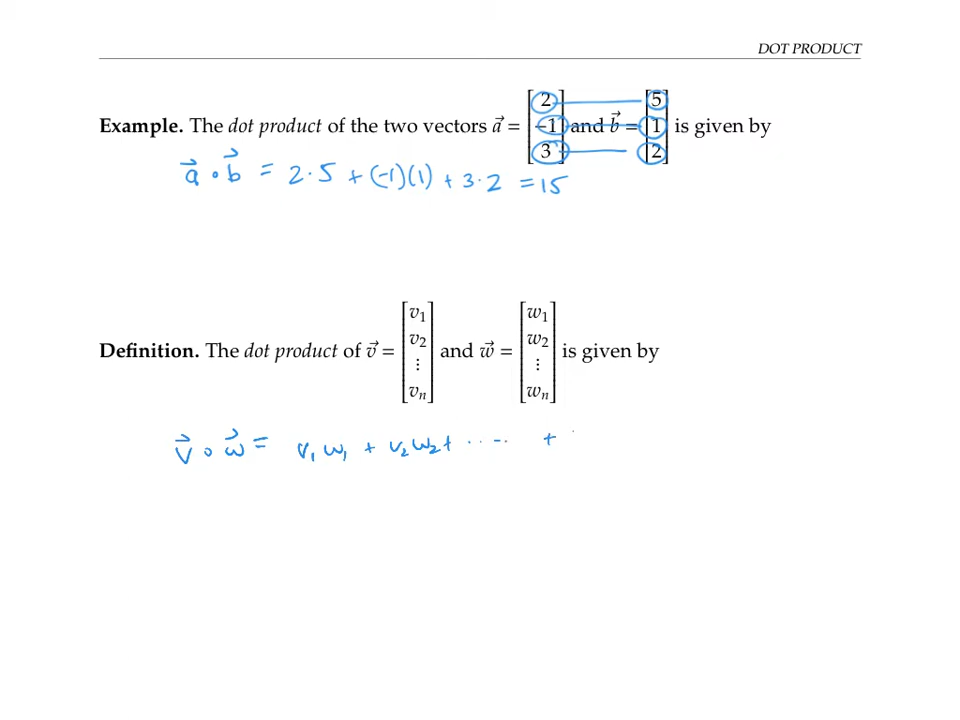 DOT PRODUCT
Example. The dot product of the two vectors a⃗ = [2 −1 3] and b⃗ = [5 1 2] is given by
a⃗ ∘ b⃗ = 2·5 + (-1)(1) + 3·2 = 15
Definition. The dot product of v⃗ = [v₁ v₂ ⋮ vₙ] and w⃗ = [w₁ w₂ ⋮ wₙ] is given by
v⃗ ∘ w⃗ = v₁w₁ + v₂w₂ + ..... +